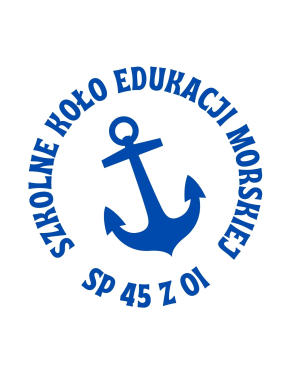 SZKOLNE KOŁO EDUKACJI MORSKIEJ
SP 45 Z OI